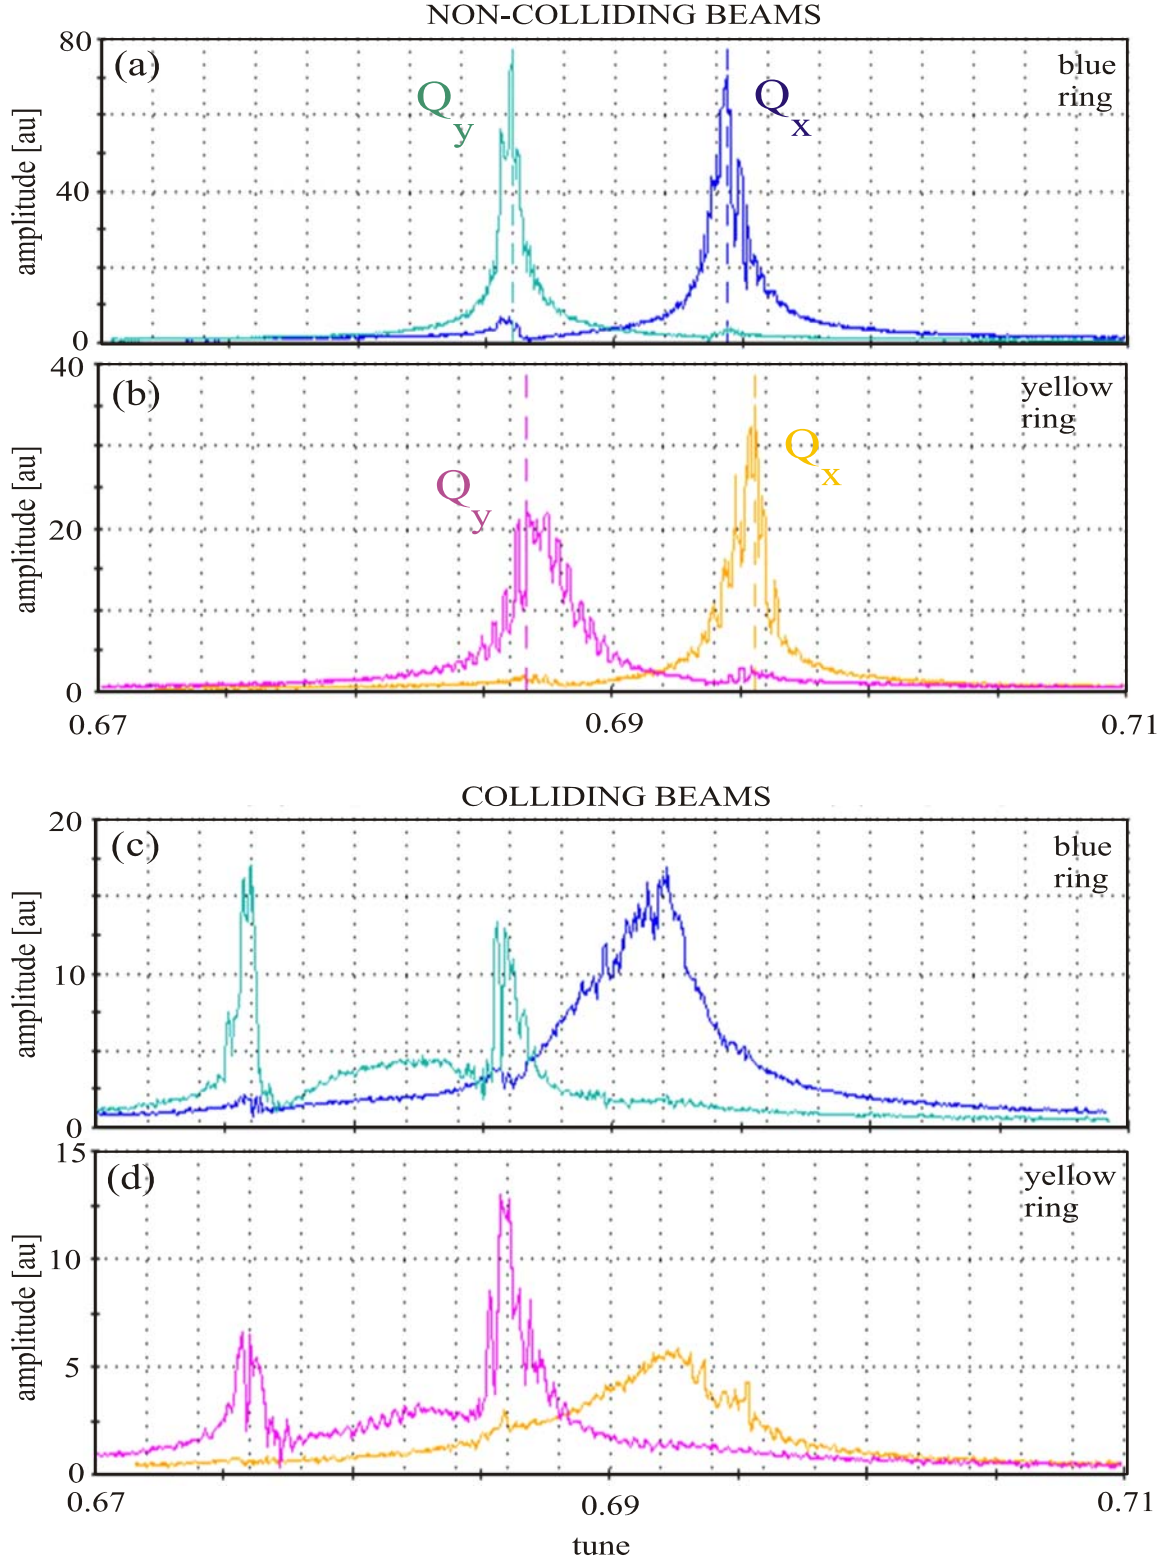 NON-COLLIDING BEAMS
80
(a)
blue
ring
Q
y
Q
x
amplitude [au]
40
0
40
(b)
yellow
ring
Q
x
Q
y
amplitude [au]
20
0
0.67
0.69
0.71
COLLIDING BEAMS
20
(c)
blue
ring
amplitude [au]
10
0
15
(d)
yellow
ring
10
amplitude [au]
5
0
0.67
0.69
0.71
tune